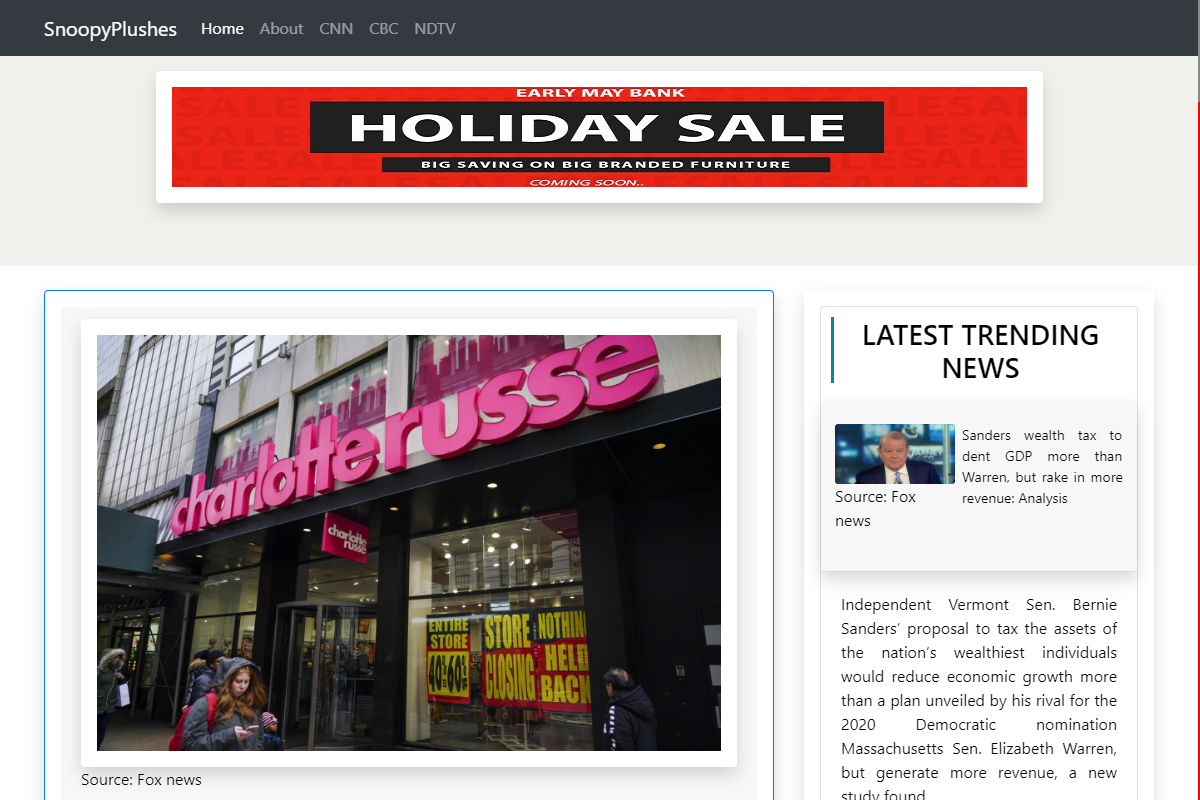 SnoopyPlushes Home About CNN CBC NDTV
EARLY MAY BANK
HOLIDAY SALE
BIG SAVING ON BIG BRANDED FURNITURE
COMING SOON..
charlotte russe
charlotte
russe
ENTIRE
STORE
40%
60%
STORE
CLOSING
NOTHING
HELD
BACK
Source: Fox news
LATEST TRENDING
NEWS
Sanders wealth tax to
dent GDP more than
Warren, but rake in more
revenue: Analysis
Source: Fox
news
Independent Vermont Sen. Bernie
Sanders’ proposal to tax the assets of
the nation’s wealthiest individuals
would reduce economic growth more
than a plan unveiled by his rival for the
2020 Democratic nomination
Massachusetts Sen. Elizabeth Warren,
but generate more revenue, a new
study found